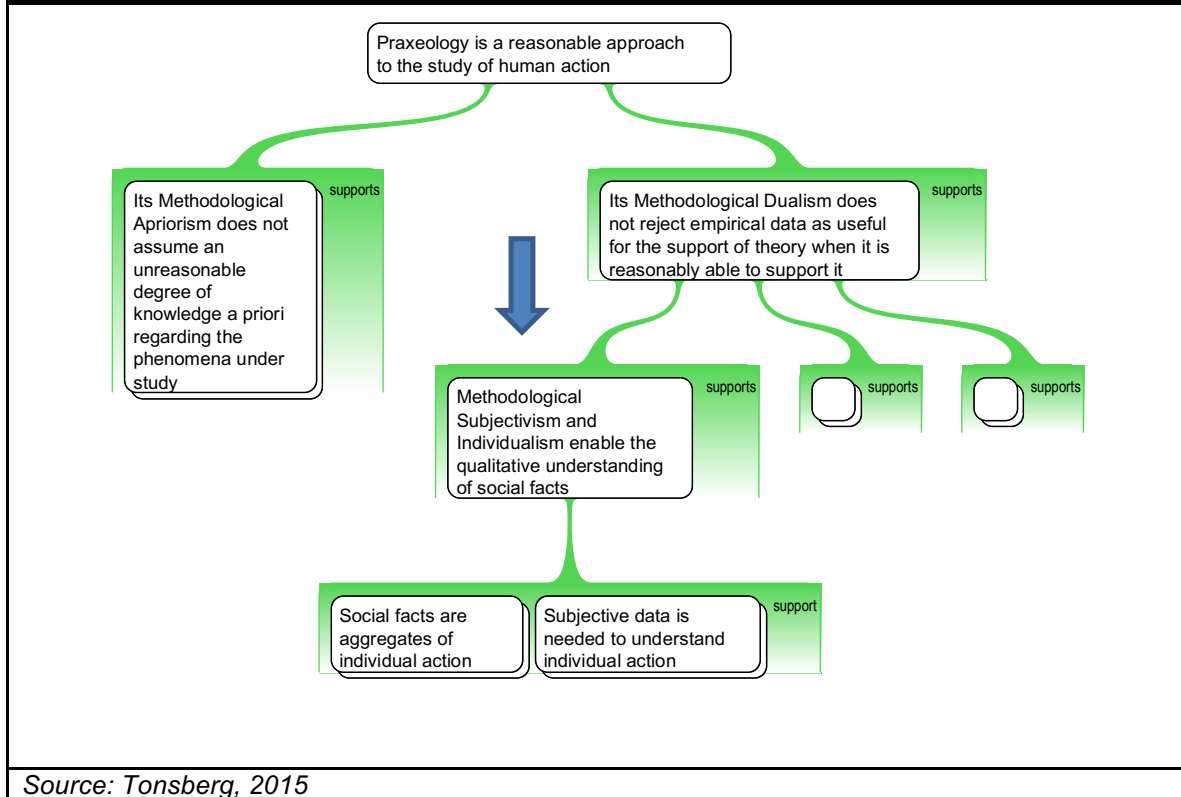 Praxeology is a reasonable approach
to the study of human action
supports
Its Methodological
Apriorism does not
assume an
unreasonable
degree of
knowledge a priori
regarding the
phenomena under
study
supports
Its Methodological Dualism does
not reject empirical data as useful
for the support of theory when it is
reasonably able to support it
supports
Methodological
Subjectivism and
Individualism enable the
qualitative understanding
of social facts
supports
supports
support
Social facts are
aggregates of
individual action
Subjective data is
needed to understand
individual action
Source: Tonsberg, 2015